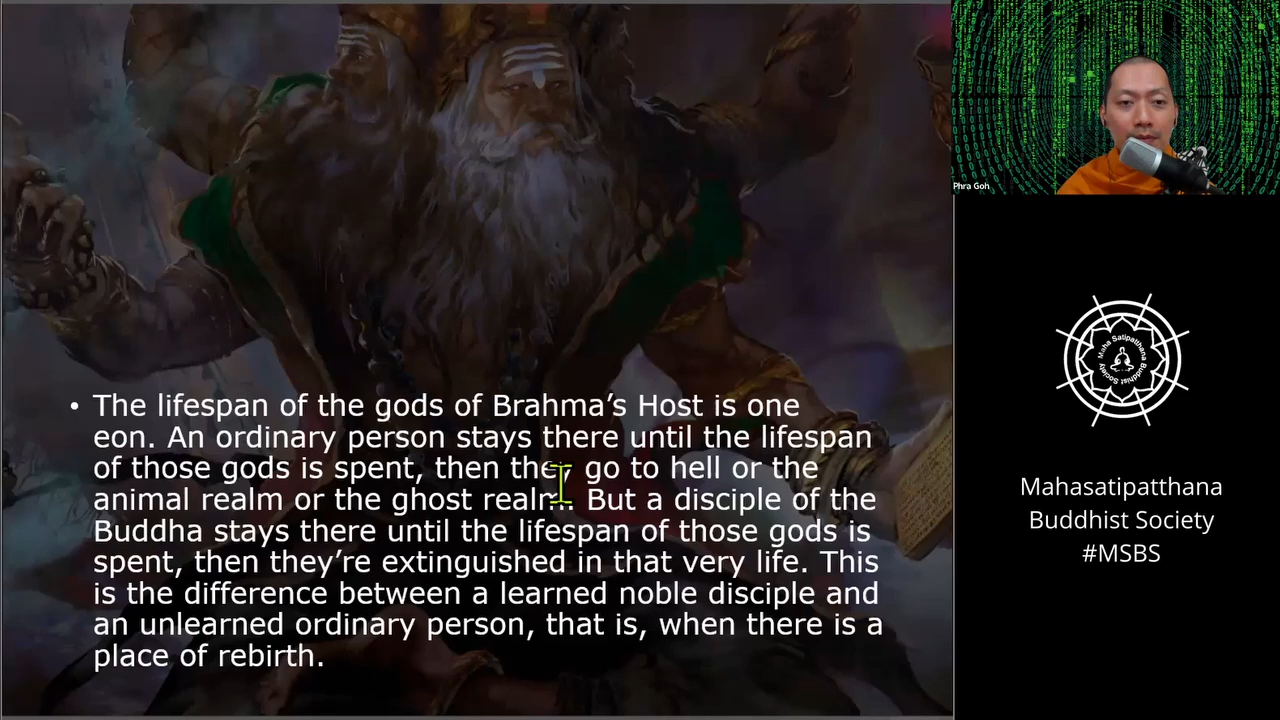 Phra Goh
• The lifespan of the gods of Brahma’s Host is one
eon. An ordinary person stays there until the lifespan
of those gods is spent, then they go to hell or the
animal realm or the ghost realm. But a disciple of the
Buddha stays there until the lifespan of those gods is
spent, then they’re extinguished in that very life. This
is the difference between a learned noble disciple and
an unlearned ordinary person, that is, when there is a
place of rebirth.
Maha Satipatthana
Buddhist Society
Mahasatipatthana
Buddhist Society
#MSBS